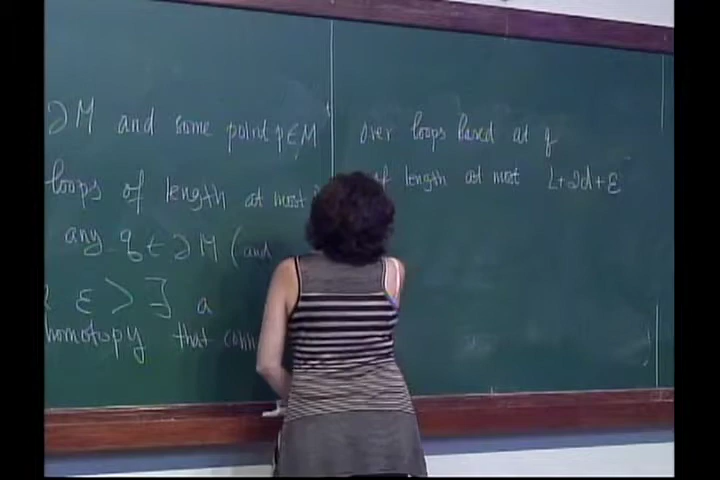 ∂M and some point p∈M
loops of length at most
any q ∈ ∂M (and
ε > ∃ a
homotopy that conn
over loops based at q
of length at most L+2d+ε